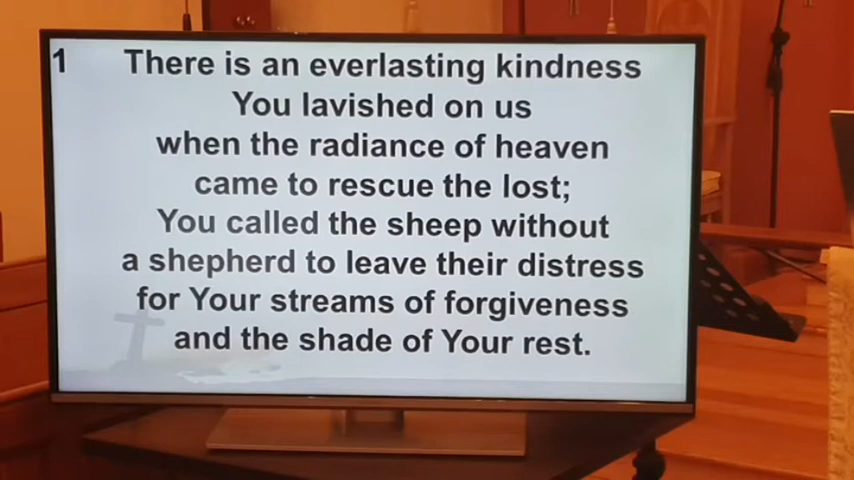 1
There is an everlasting kindness
You lavished on us
when the radiance of heaven
came to rescue the lost;
You called the sheep without
a shepherd to leave their distress
for Your streams of forgiveness
and the shade of Your rest.